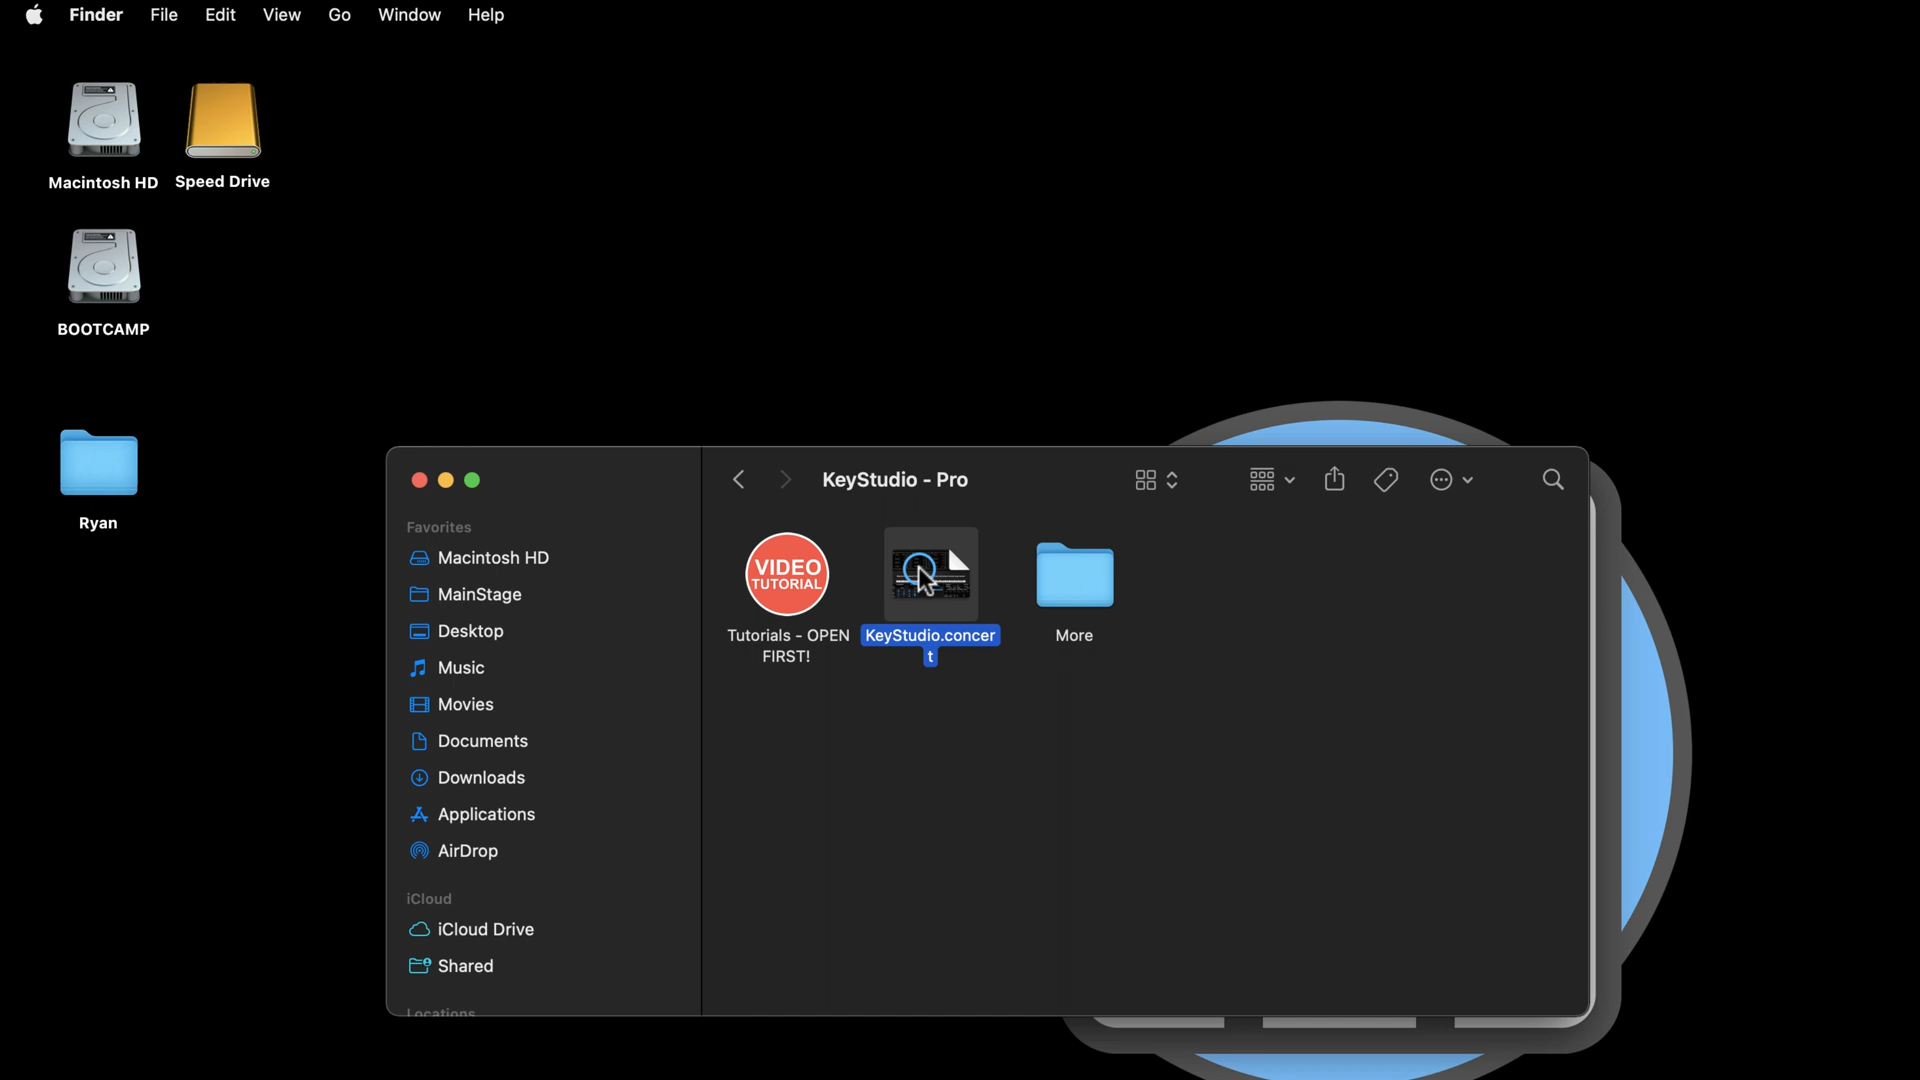 Finder File Edit View Go Window Help
Macintosh HD
Speed Drive
BOOTCAMP
Ryan
KeyStudio - Pro
Favorites
Macintosh HD
MainStage
Desktop
Music
Movies
Documents
Downloads
Applications
AirDrop
iCloud
iCloud Drive
Shared
Locations
VIDEO
TUTORIAL
Tutorials - OPEN
FIRST!
KeyStudio.concer
t
More